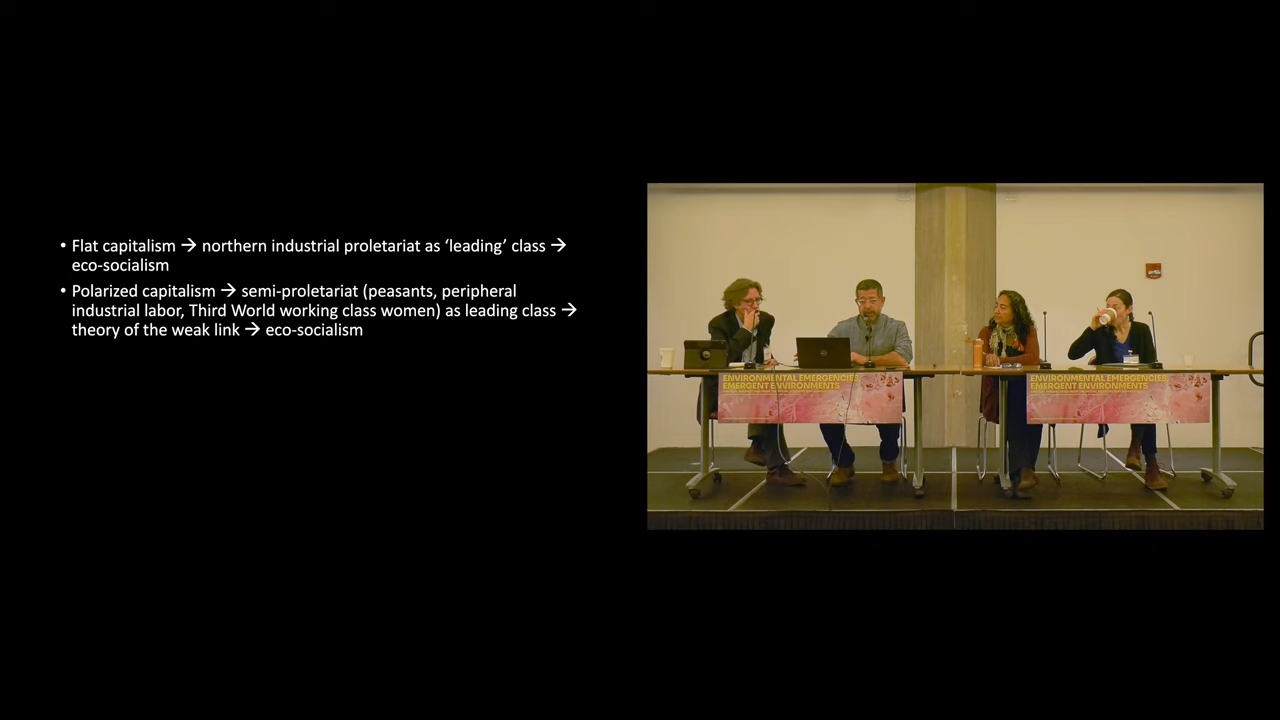 • Flat capitalism → northern industrial proletariat as ‘leading’ class →
eco-socialism
• Polarized capitalism → semi-proletariat (peasants, peripheral
industrial labor, Third World working class women) as leading class →
theory of the weak link → eco-socialism
ENVIRONMENTAL EMERGENCIES,
EMERGENT ENVIRONMENTS
ENVIRONMENTAL EMERGENCIES,
EMERGENT ENVIRONMENTS